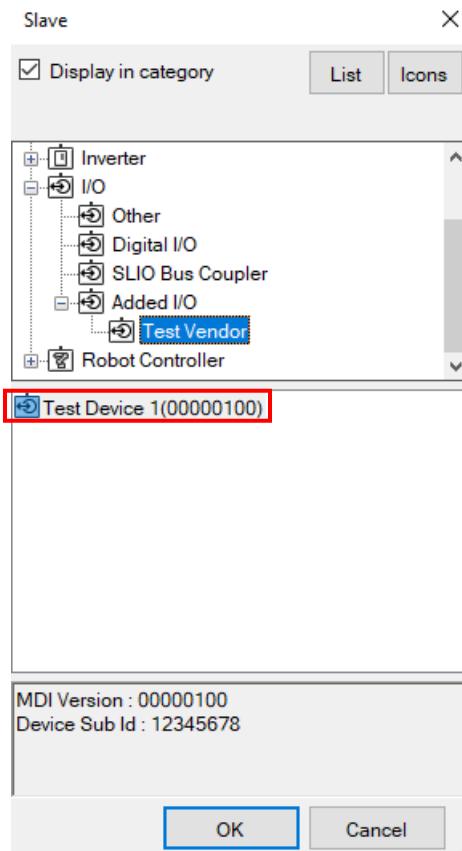 Slave
Display in category
List
Icons
Inverter
I/O
Other
Digital I/O
SLIO Bus Coupler
Added I/O
Test Vendor
Robot Controller
Test Device 1(00000100)
MDI Version : 00000100
Device Sub Id : 12345678
OK
Cancel